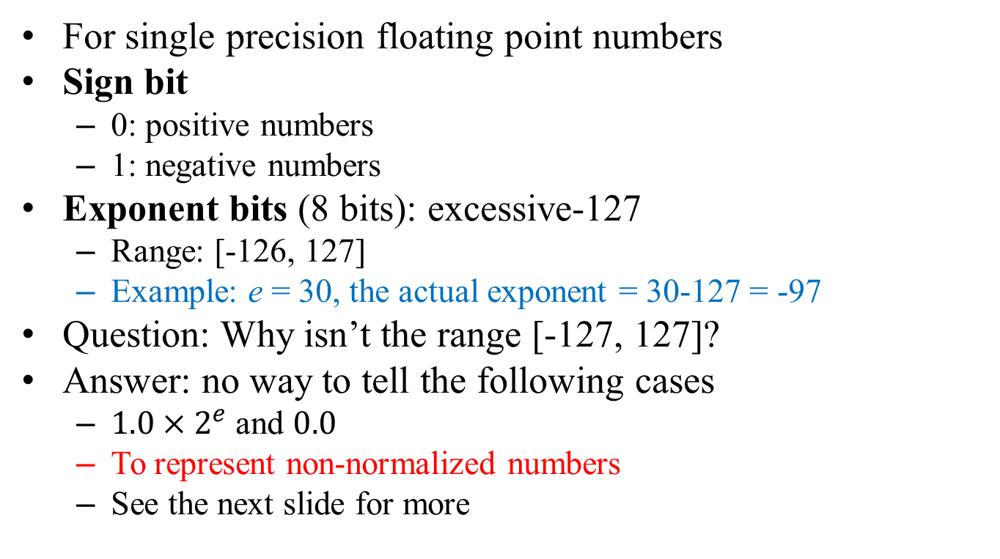 • For single precision floating point numbers
• Sign bit
– 0: positive numbers
– 1: negative numbers
• Exponent bits (8 bits): excessive-127
– Range: [-126, 127]
– Example: e = 30, the actual exponent = 30-127 = -97
• Question: Why isn’t the range [-127, 127]?
• Answer: no way to tell the following cases
– 1.0 × 2^e and 0.0
– To represent non-normalized numbers
– See the next slide for more